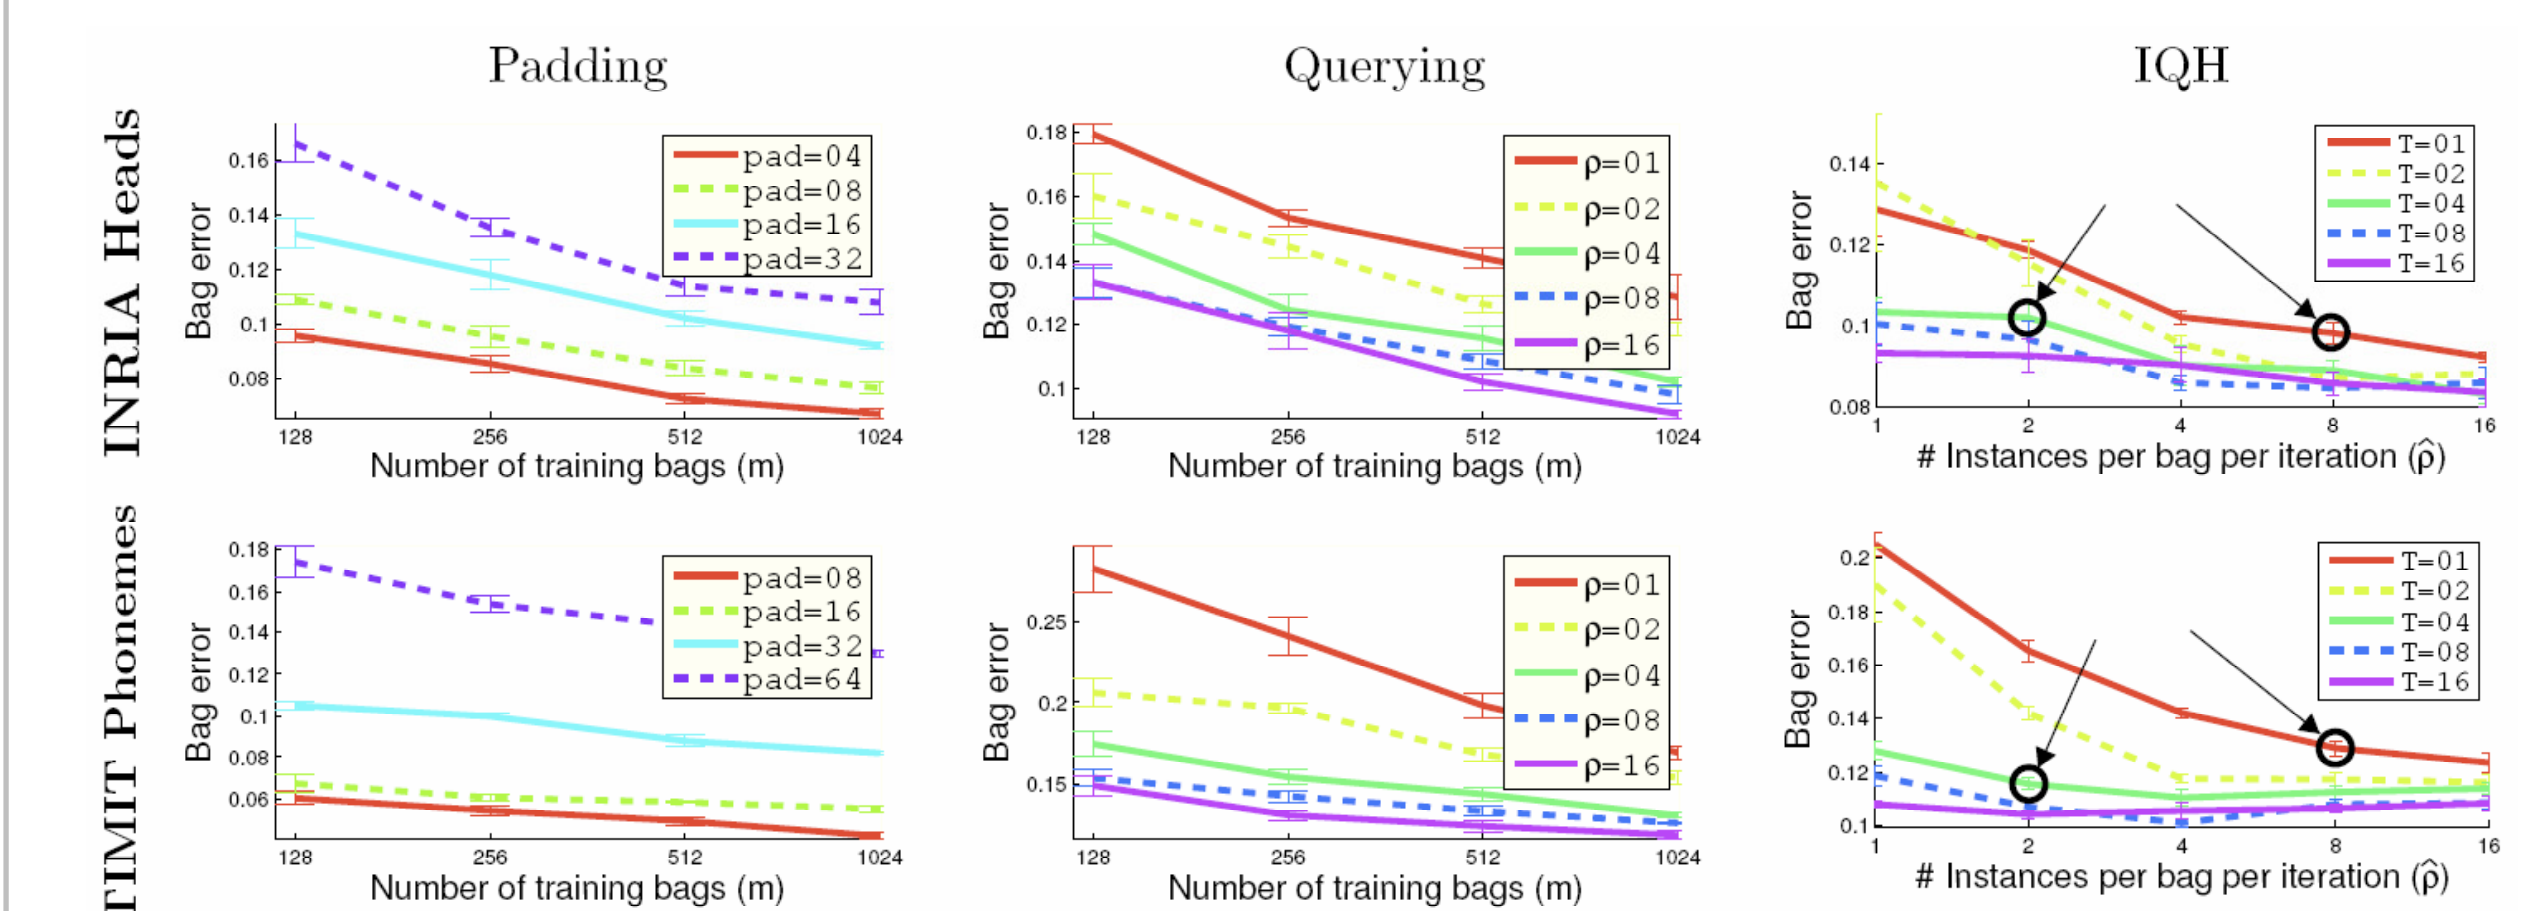 Padding
Querying
IQH
INRIA Heads
Bag error
0.16
0.14
0.12
0.1
0.08
128 256 512 1024
Number of training bags (m)
pad=04
pad=08
pad=16
pad=32
Bag error
0.18
0.16
0.14
0.12
0.1
128 256 512 1024
Number of training bags (m)
ρ=01
ρ=02
ρ=04
ρ=08
ρ=16
Bag error
0.14
0.12
0.1
0.08
1 2 4 8 16
# Instances per bag per iteration (ρ̂)
T=01
T=02
T=04
T=08
T=16
TIMIT Phonemes
Bag error
0.18
0.16
0.14
0.12
0.1
0.08
0.06
128 256 512 1024
Number of training bags (m)
pad=08
pad=16
pad=32
pad=64
Bag error
0.25
0.2
0.15
128 256 512 1024
Number of training bags (m)
ρ=01
ρ=02
ρ=04
ρ=08
ρ=16
Bag error
0.2
0.18
0.16
0.14
0.12
0.1
1 2 4 8 16
# Instances per bag per iteration (ρ̂)
T=01
T=02
T=04
T=08
T=16